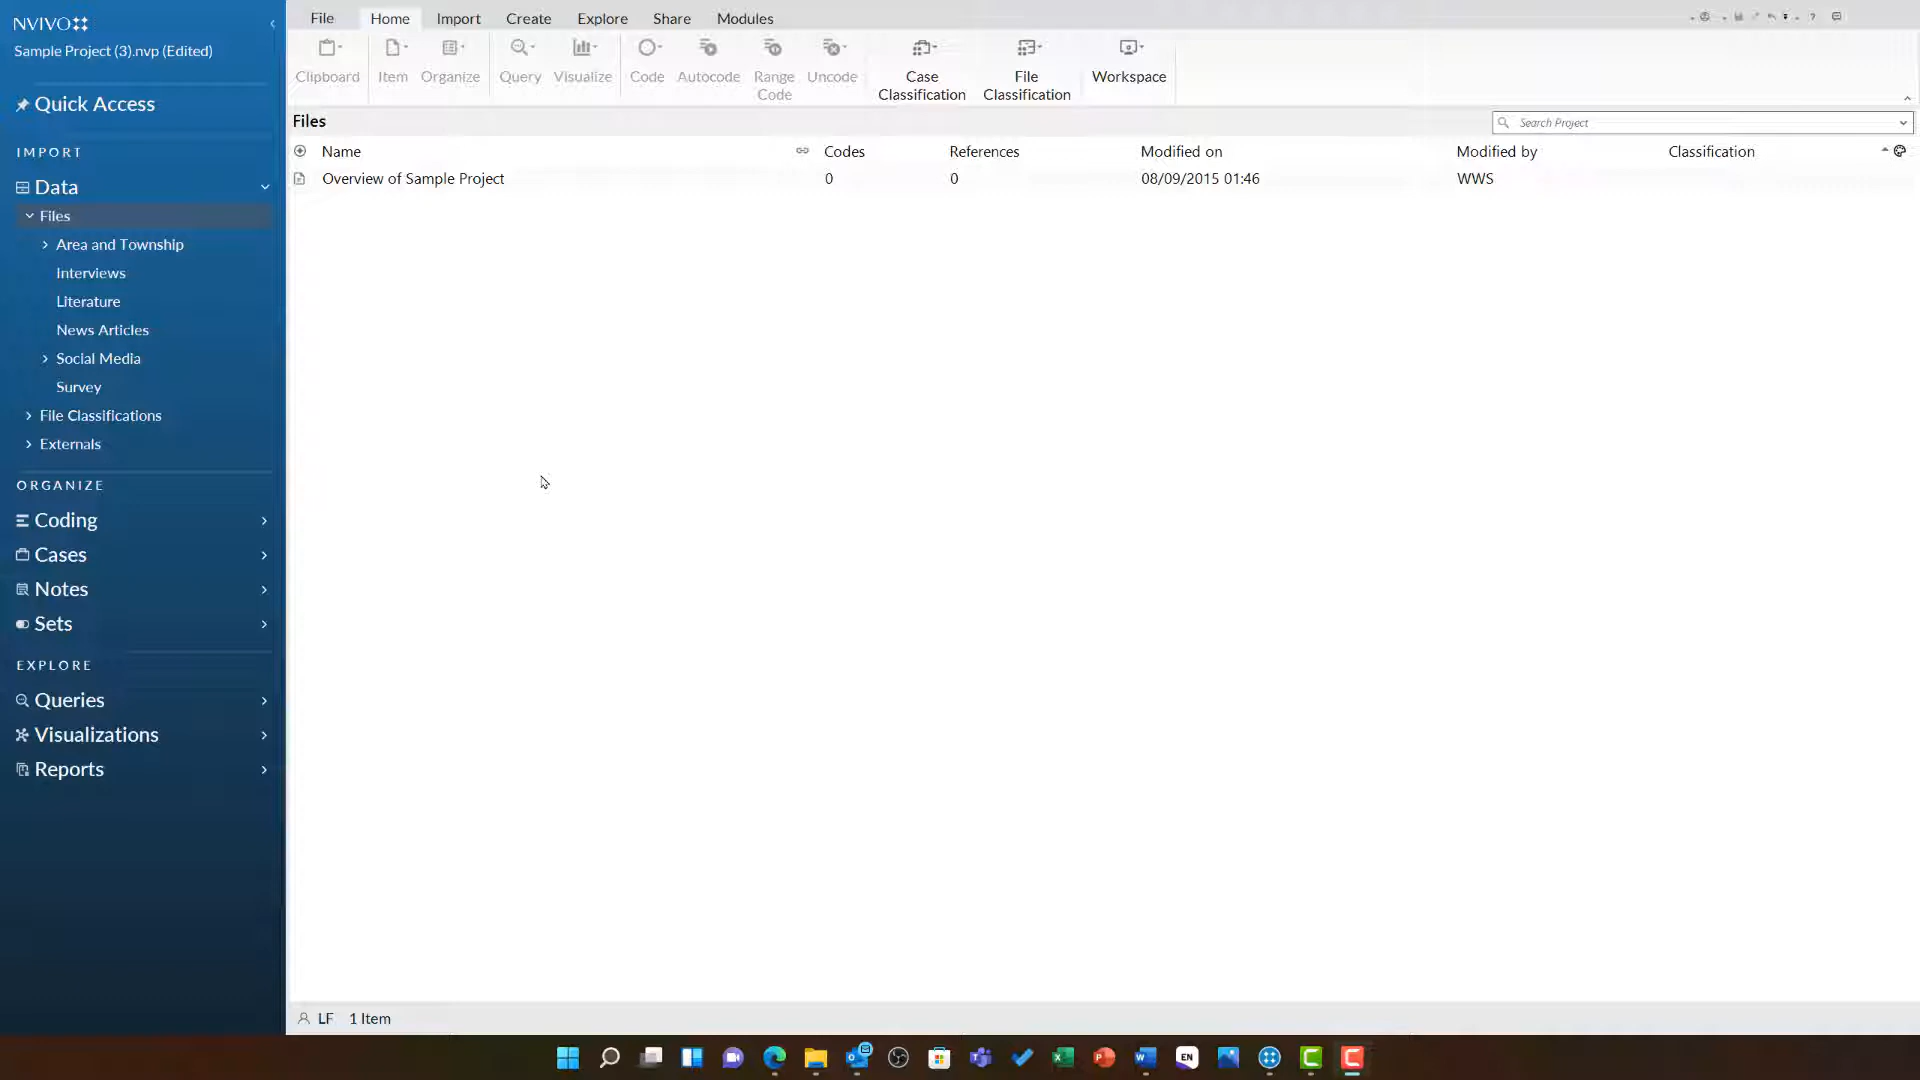 NVIVO
Sample Project (3).nvp (Edited)
Quick Access
IMPORT
Data
Files
Area and Township
Interviews
Literature
News Articles
Social Media
Survey
File Classifications
Externals
ORGANIZE
Coding
Cases
Notes
Sets
EXPLORE
Queries
Visualizations
Reports
File Home Import Create Explore Share Modules
Clipboard Item Organize Query Visualize Code Autocode Range Code Uncode Case Classification File Classification Workspace
Files
Search Project
Name Codes References Modified on Modified by Classification
Overview of Sample Project 0 0 08/09/2015 01:46 WWS
LF 1 Item
EN